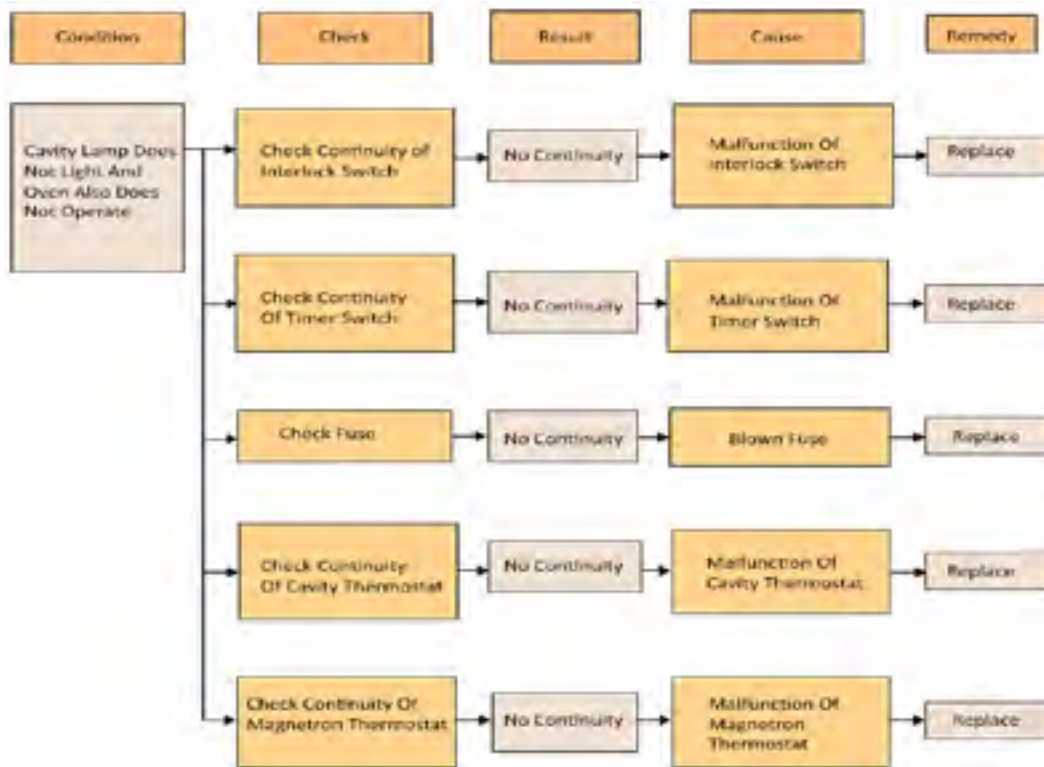 Condition
Check
Result
Cause
Remedy
Cavity Lamp Does
Not Light And
Oven Also Does
Not Operate
Check Continuity of
Interlock Switch
No Continuity
Malfunction Of
Interlock Switch
Replace
Check Continuity
Of Timer Switch
No Continuity
Malfunction Of
Timer Switch
Replace
Check Fuse
No Continuity
Blown Fuse
Replace
Check Continuity
Of Cavity Thermostat
No Continuity
Malfunction Of
Cavity Thermostat
Replace
Check Continuity Of
Magnetron Thermostat
No Continuity
Malfunction Of
Magnetron
Thermostat
Replace